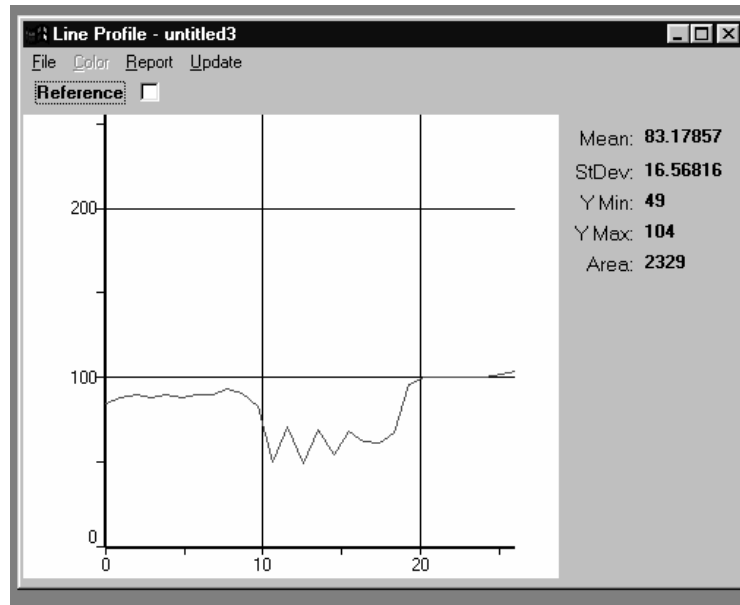 Line Profile - untitled3
File Color Report Update
Reference
Mean: 83.17857
StDev: 16.56816
Y Min: 49
Y Max: 104
Area: 2329
200
100
0
0 10 20